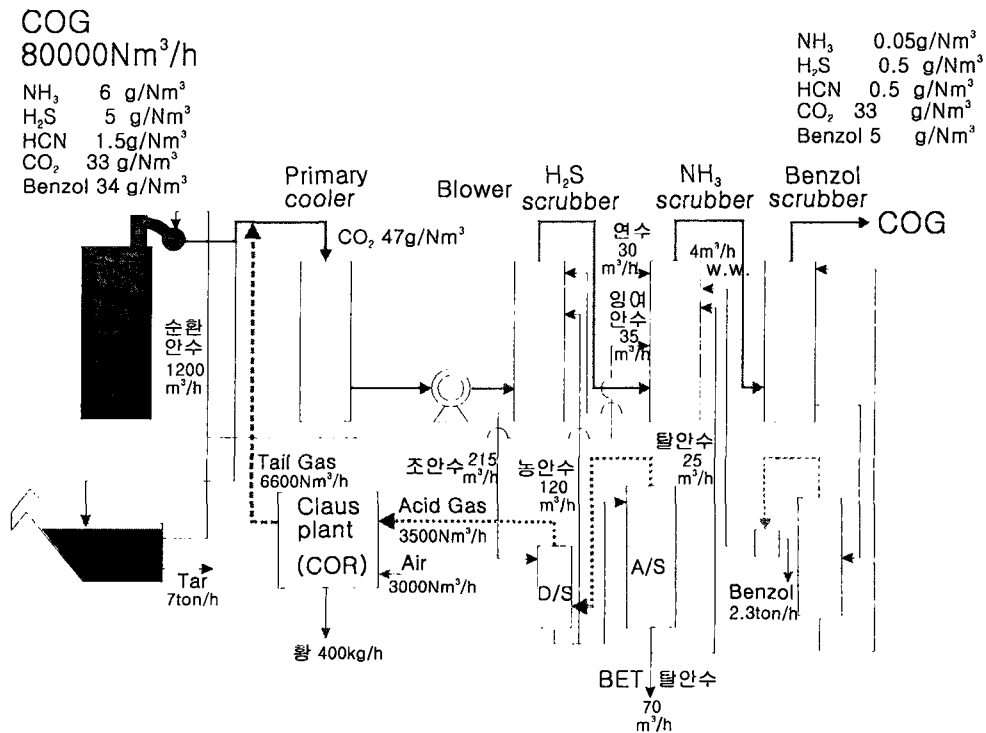 COG
80000Nm³/h
NH₃ 6 g/Nm³
H₂S 5 g/Nm³
HCN 1.5g/Nm³
CO₂ 33 g/Nm³
Benzol 34 g/Nm³
NH₃ 0.05g/Nm³
H₂S 0.5 g/Nm³
HCN 0.5 g/Nm³
CO₂ 33 g/Nm³
Benzol 5 g/Nm³
Primary
cooler
Blower
H₂S
scrubber
NH₃
scrubber
Benzol
scrubber
COG
CO₂ 47g/Nm³
연수
30
m³/h
4m³/h
w.w.
잉여
안수
35
m³/h
순환
안수
1200
m³/h
Tail Gas
6600Nm³/h
조안수 215
m³/h
농안수
120
m³/h
탈안수
25
m³/h
Claus
plant
(COR)
Acid Gas
3500Nm³/h
Air
3000Nm³/h
D/S
A/S
Benzol
2.3ton/h
Tar
7ton/h
황 400kg/h
BET 탈안수
70
m³/h